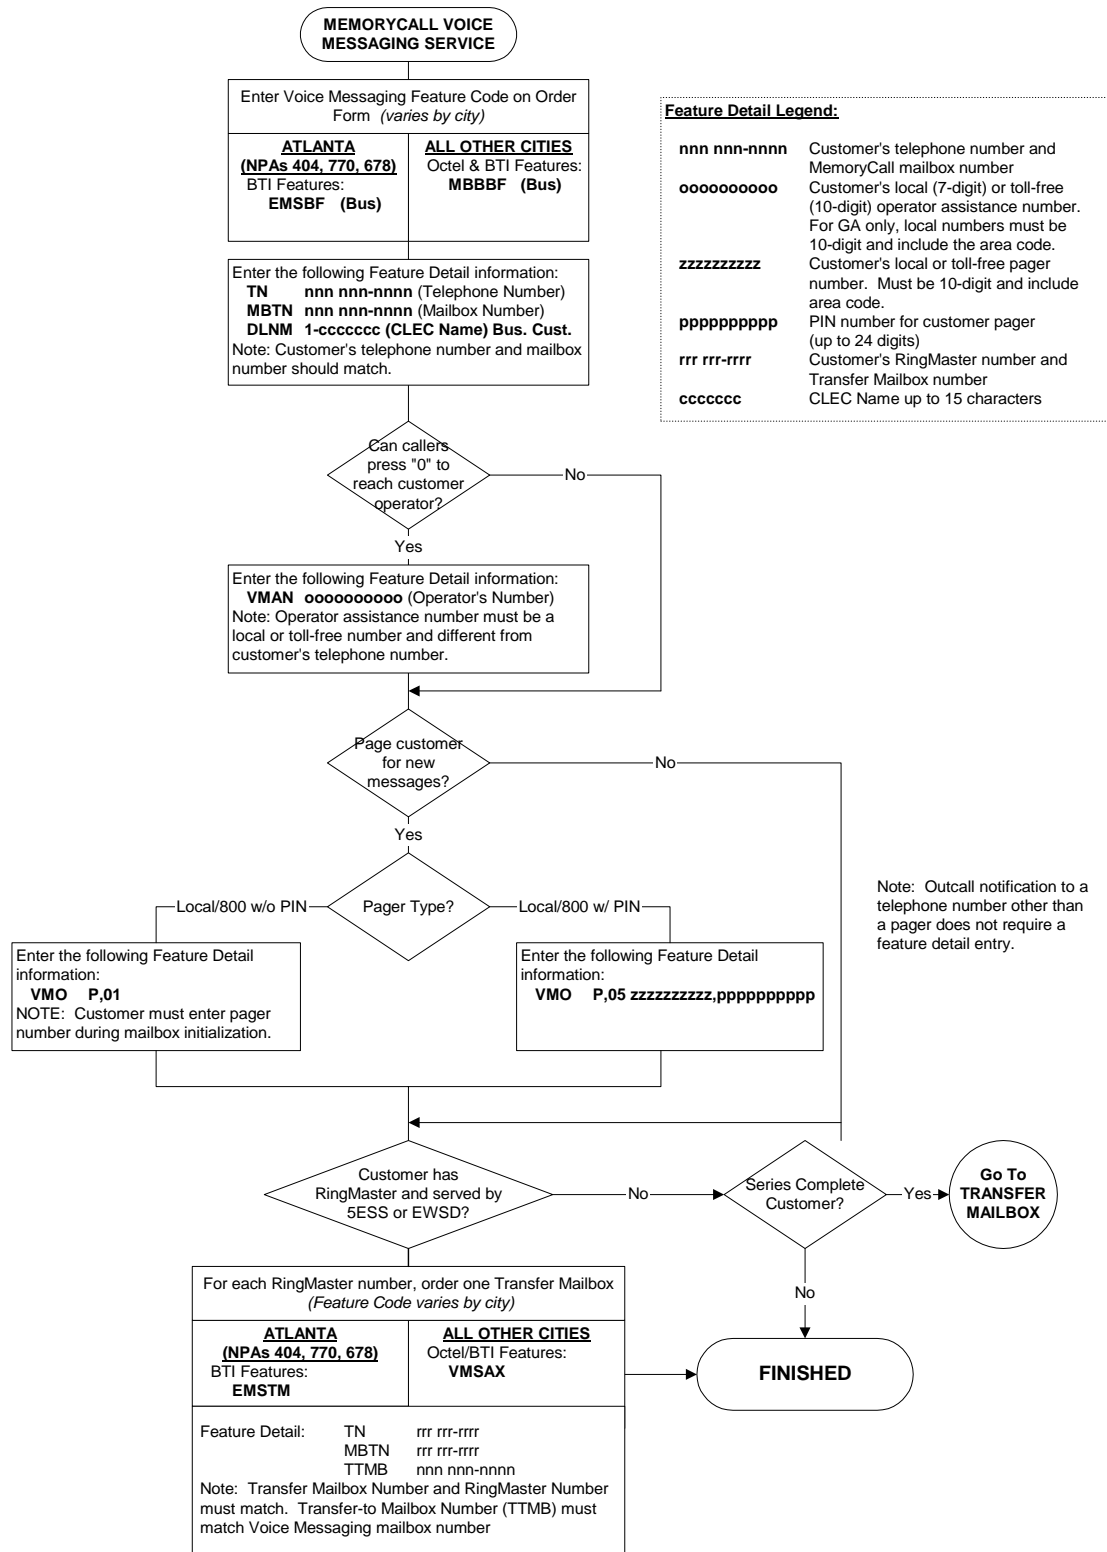 MEMORYCALL VOICE
MESSAGING SERVICE
Enter Voice Messaging Feature Code on Order
Form (varies by city)
ATLANTA
(NPAs 404, 770, 678)
BTI Features:
EMSBF (Bus)
ALL OTHER CITIES
Octel & BTI Features:
MBBBF (Bus)
Feature Detail Legend:
nnn nnn-nnnn Customer's telephone number and
MemoryCall mailbox number
oooooooooo Customer's local (7-digit) or toll-free
(10-digit) operator assistance number.
For GA only, local numbers must be
10-digit and include the area code.
zzzzzzzzzz Customer's local or toll-free pager
number. Must be 10-digit and include
area code.
pppppppppp PIN number for customer pager
(up to 24 digits)
rrr rrr-rrrr Customer's RingMaster number and
Transfer Mailbox number
ccccccc CLEC Name up to 15 characters
Enter the following Feature Detail information:
TN nnn nnn-nnnn (Telephone Number)
MBTN nnn nnn-nnnn (Mailbox Number)
DLNM 1-ccccccc (CLEC Name) Bus. Cust.
Note: Customer's telephone number and mailbox
number should match.
Can callers
press "0" to
reach customer
operator?
No
Yes
Enter the following Feature Detail information:
VMAN oooooooooo (Operator's Number)
Note: Operator assistance number must be a
local or toll-free number and different from
customer's telephone number.
Page customer
for new
messages?
No
Yes
Local/800 w/o PIN
Pager Type?
Local/800 w/ PIN
Note: Outcall notification to a
telephone number other than
a pager does not require a
feature detail entry.
Enter the following Feature Detail
information:
VMO P,01
NOTE: Customer must enter pager
number during mailbox initialization.
Enter the following Feature Detail
information:
VMO P,05 zzzzzzzzzz,pppppppppp
Customer has
RingMaster and served by
5ESS or EWSD?
No
Series Complete
Customer?
Yes
Go To
TRANSFER
MAILBOX
No
For each RingMaster number, order one Transfer Mailbox
(Feature Code varies by city)
ATLANTA
(NPAs 404, 770, 678)
BTI Features:
EMSTM
ALL OTHER CITIES
Octel/BTI Features:
VMSAX
FINISHED
Feature Detail: TN rrr rrr-rrrr
MBTN rrr rrr-rrrr
TTMB nnn nnn-nnnn
Note: Transfer Mailbox Number and RingMaster Number
must match. Transfer-to Mailbox Number (TTMB) must
match Voice Messaging mailbox number